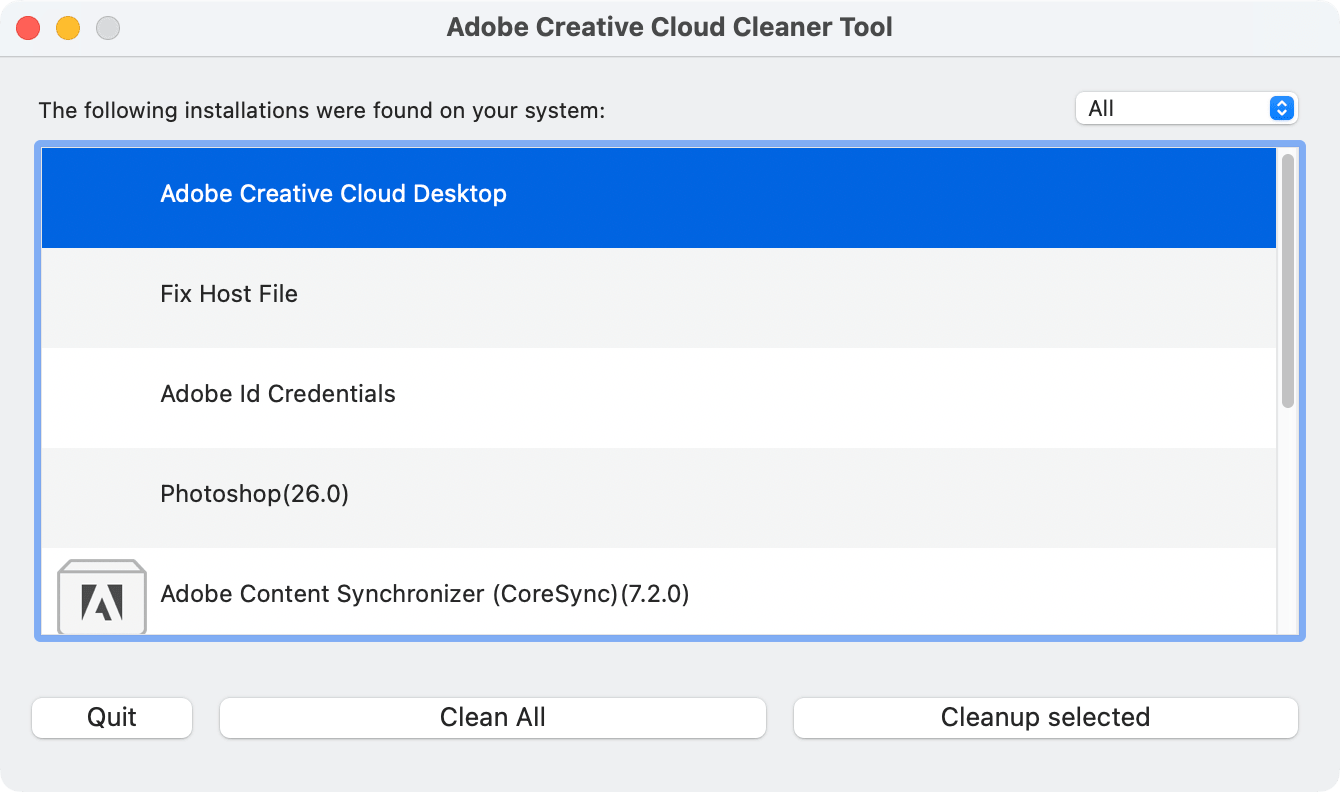 Adobe Creative Cloud Cleaner Tool
The following installations were found on your system:
All
Adobe Creative Cloud Desktop
Fix Host File
Adobe Id Credentials
Photoshop(26.0)
Adobe Content Synchronizer (CoreSync)(7.2.0)
Quit
Clean All
Cleanup selected